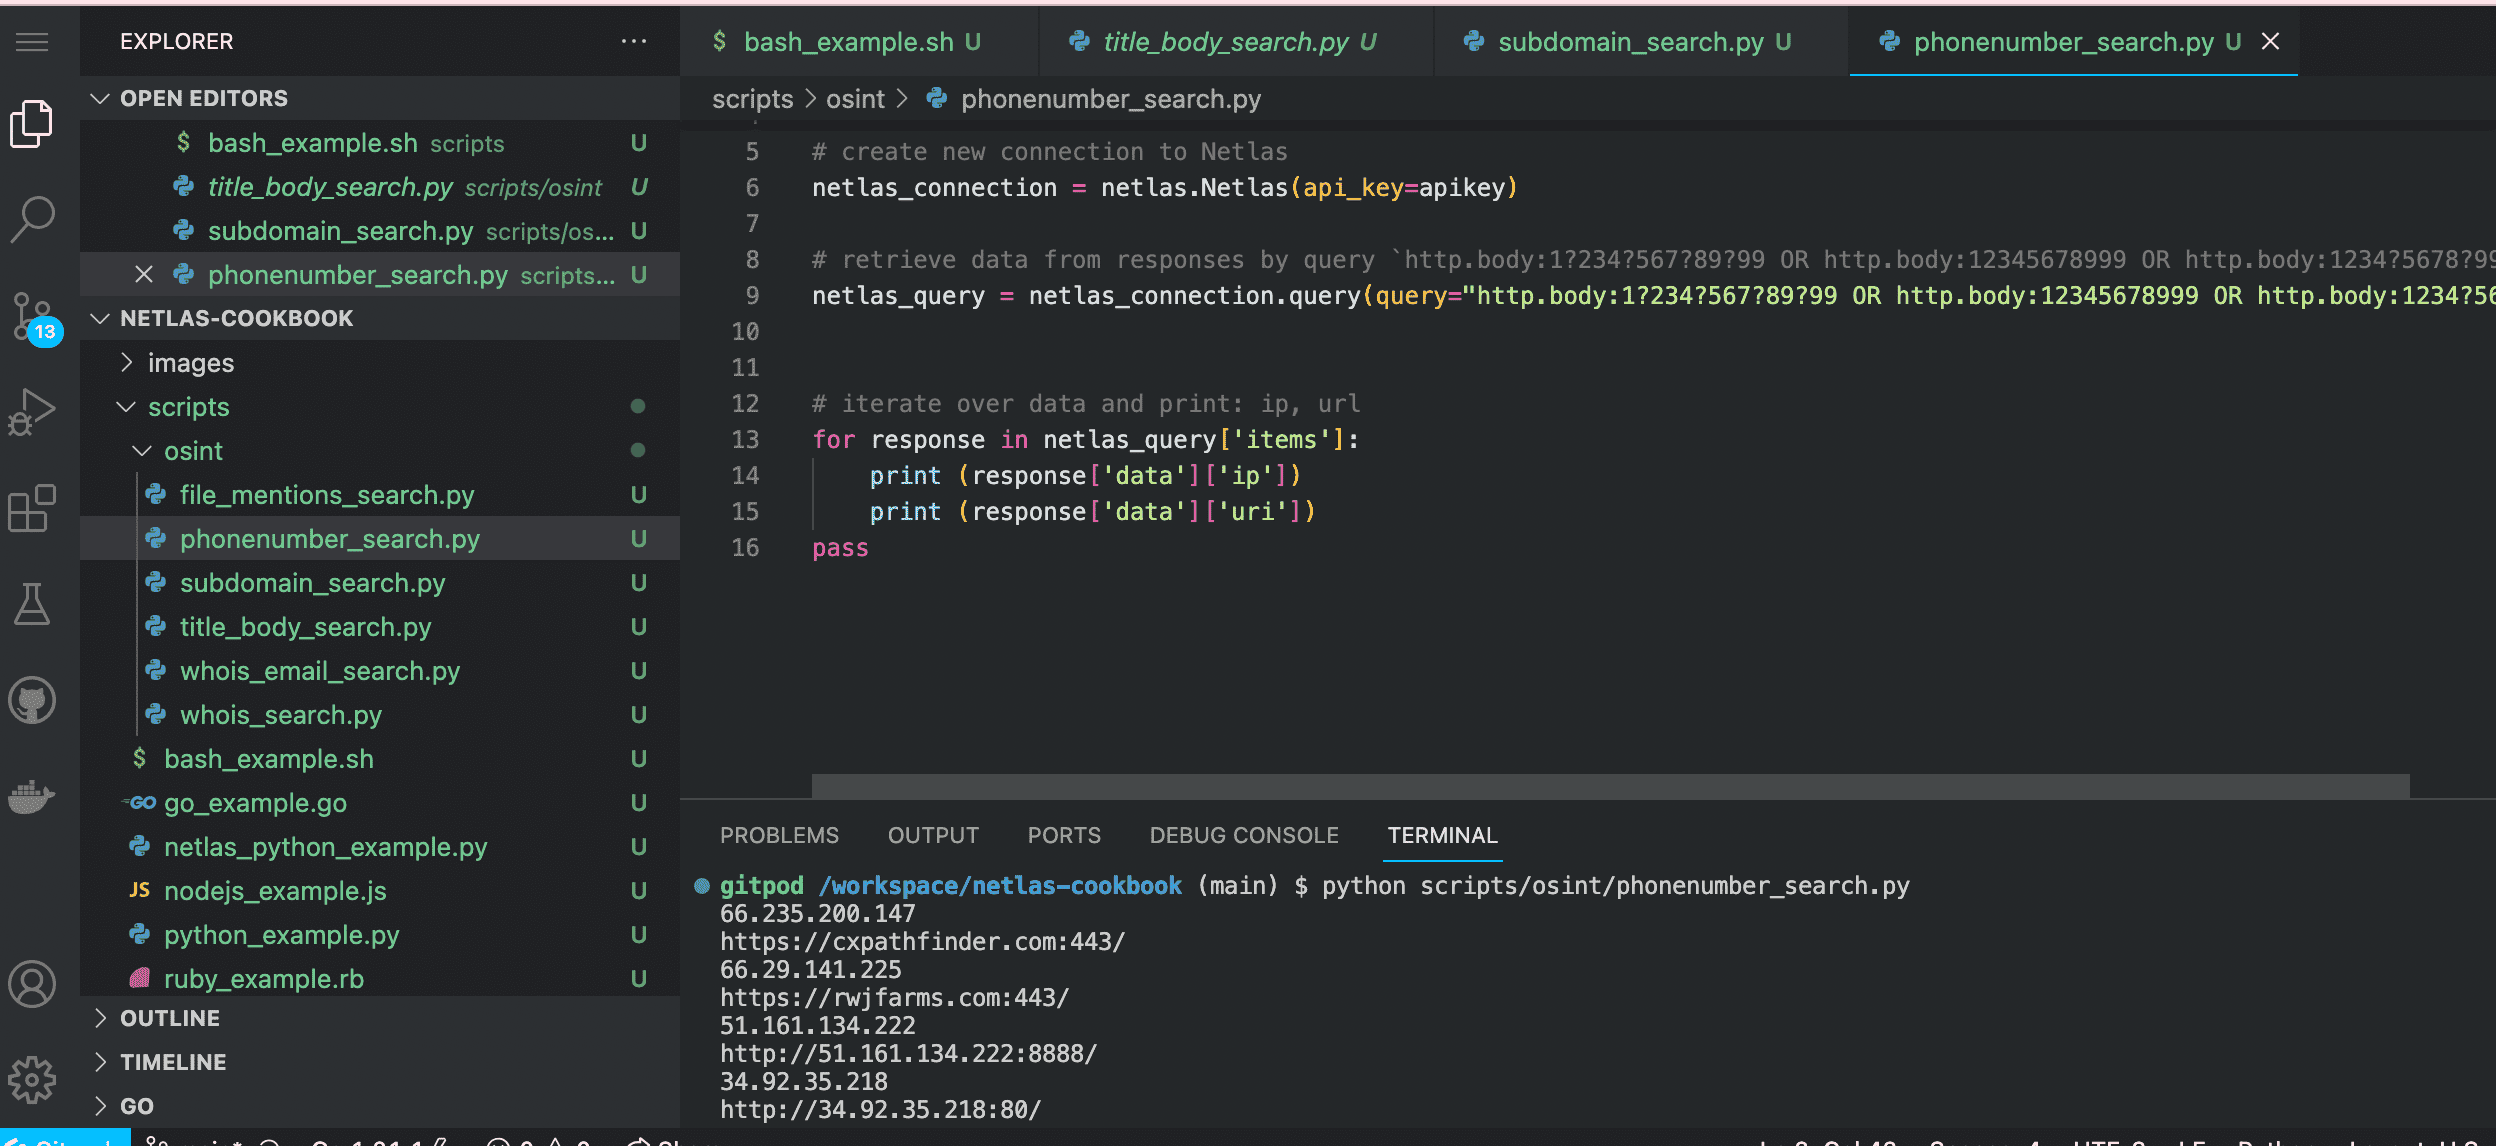 EXPLORER
OPEN EDITORS
$ bash_example.sh scripts U
title_body_search.py scripts/osint U
subdomain_search.py scripts/os... U
phonenumber_search.py scripts... U
NETLAS-COOKBOOK
images
scripts
osint
file_mentions_search.py U
phonenumber_search.py U
subdomain_search.py U
title_body_search.py U
whois_email_search.py U
whois_search.py U
$ bash_example.sh U
GO go_example.go U
netlas_python_example.py U
JS nodejs_example.js U
python_example.py U
ruby_example.rb U
OUTLINE
TIMELINE
GO
13
$ bash_example.sh U title_body_search.py U subdomain_search.py U phonenumber_search.py U
scripts > osint > phonenumber_search.py
5 # create new connection to Netlas
6 netlas_connection = netlas.Netlas(api_key=apikey)
7
8 # retrieve data from responses by query `http.body:1?234?567?89?99 OR http.body:12345678999 OR http.body:1234?5678?99
9 netlas_query = netlas_connection.query(query="http.body:1?234?567?89?99 OR http.body:12345678999 OR http.body:1234?56
10
11
12 # iterate over data and print: ip, url
13 for response in netlas_query['items']:
14 print (response['data']['ip'])
15 print (response['data']['uri'])
16 pass
PROBLEMS OUTPUT PORTS DEBUG CONSOLE TERMINAL
gitpod /workspace/netlas-cookbook (main) $ python scripts/osint/phonenumber_search.py
66.235.200.147
https://cxpathfinder.com:443/
66.29.141.225
https://rwjfarms.com:443/
51.161.134.222
http://51.161.134.222:8888/
34.92.35.218
http://34.92.35.218:80/